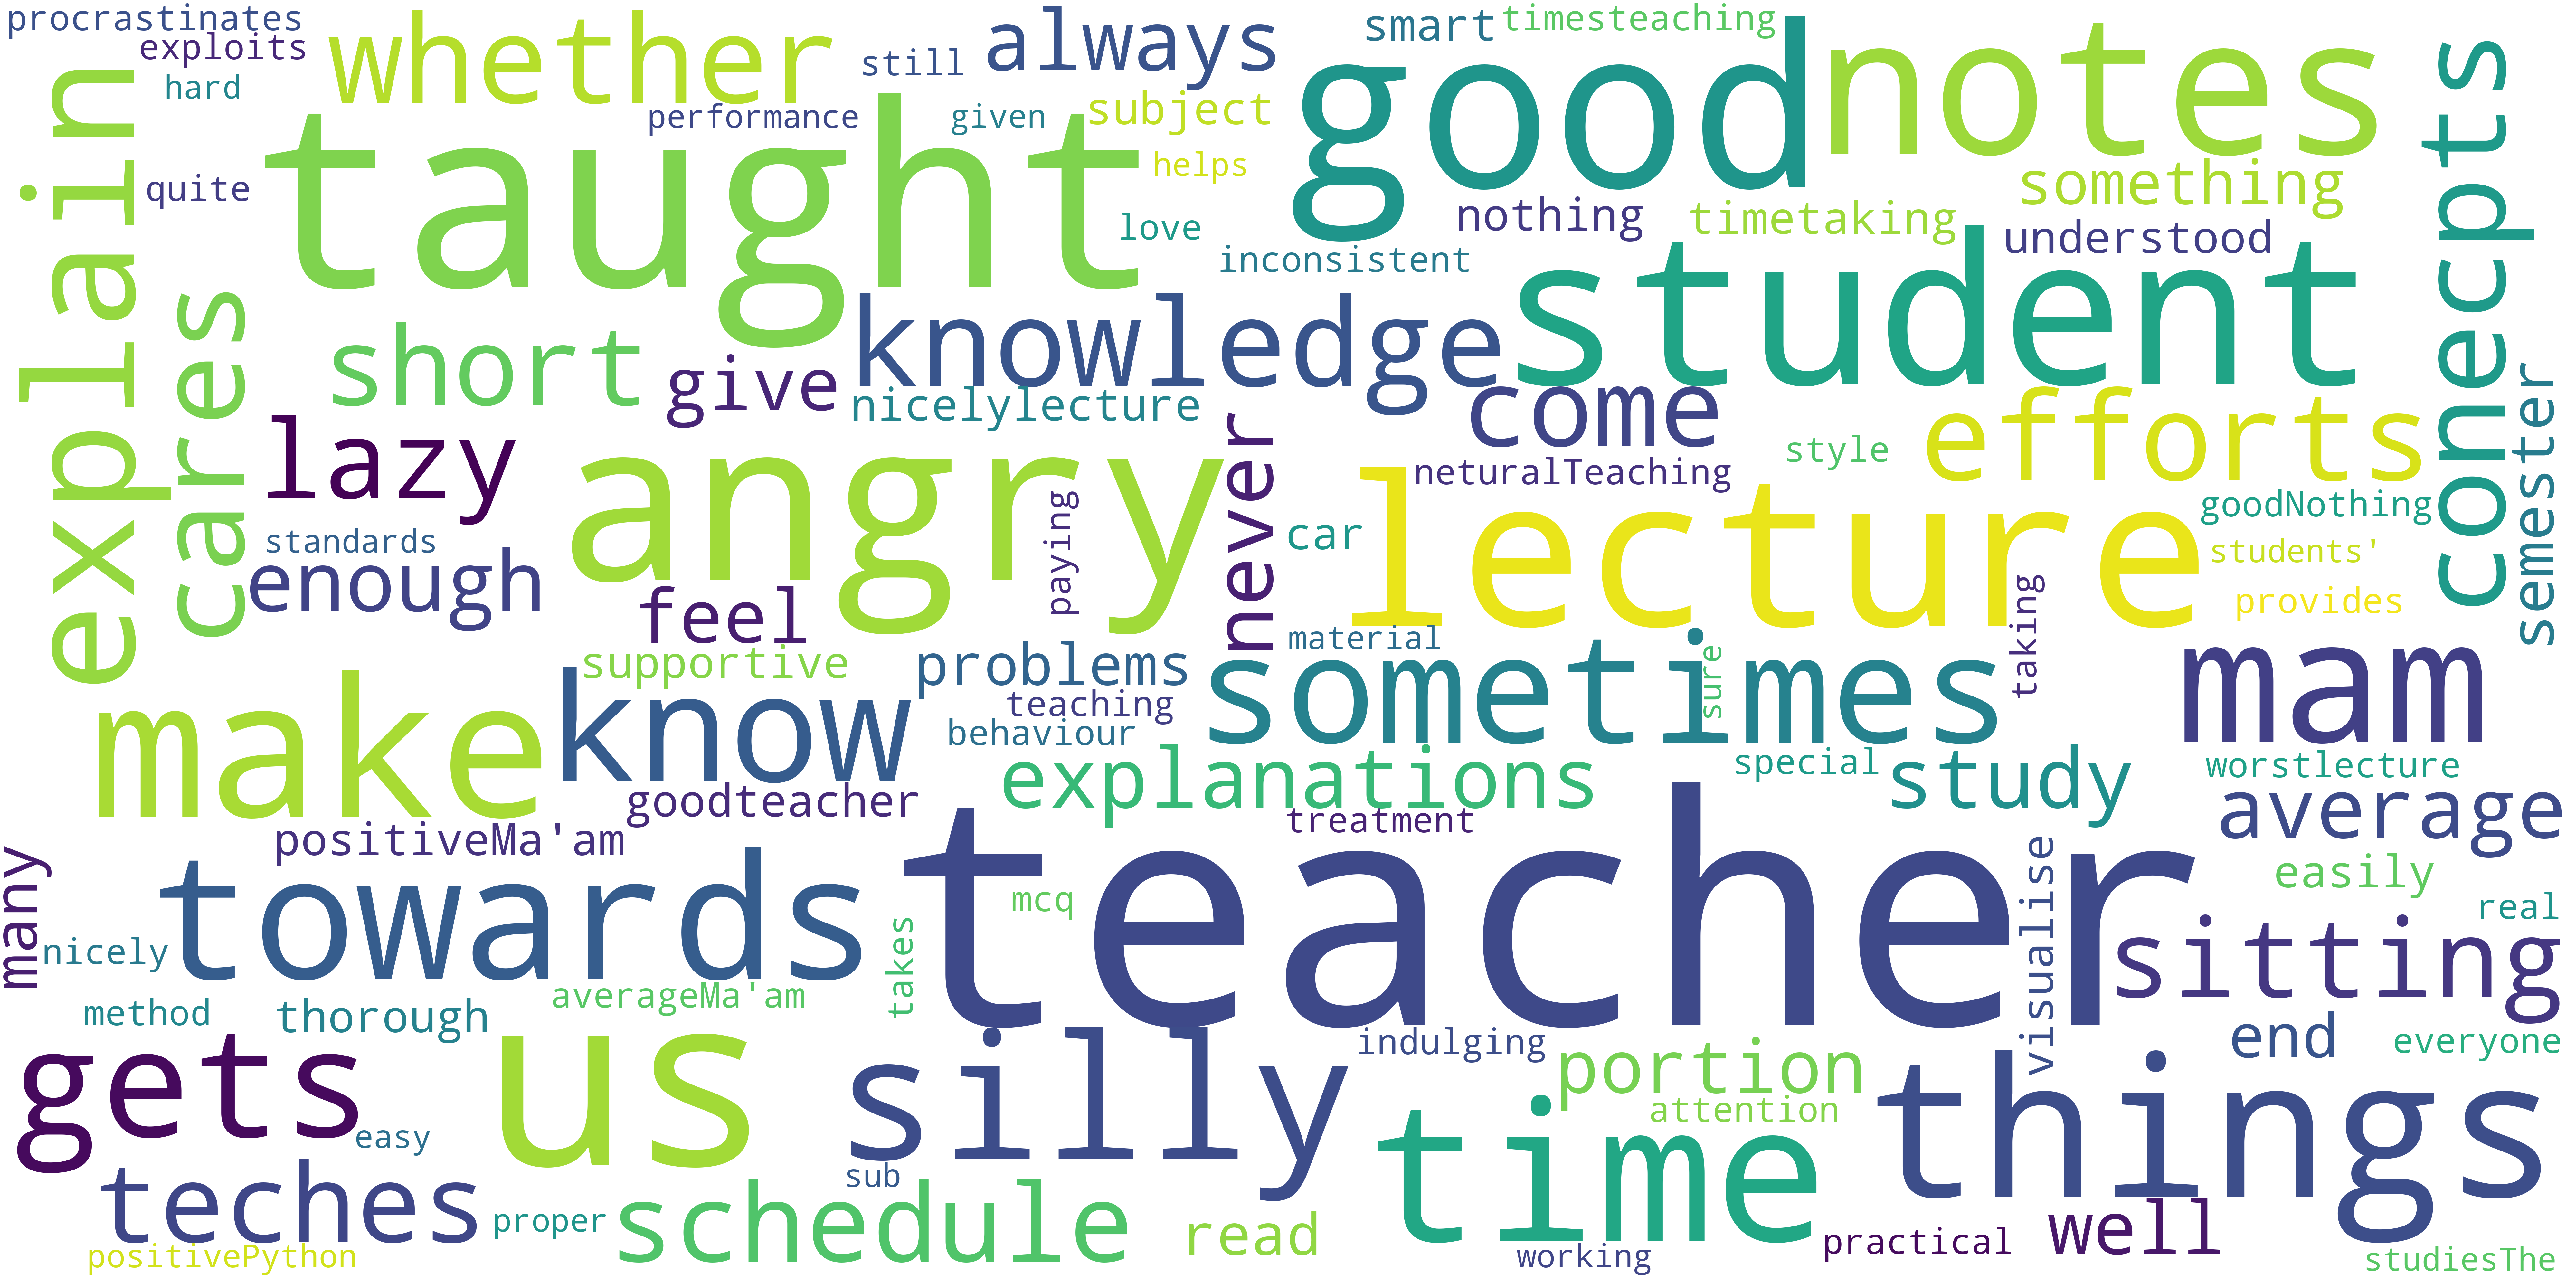 procrastinates
exploits
hard
whether
still
always
smart
timesteaching
good
notes
explain
quite
taught
performance
given
subject
helps
love
nothing
timetaking
something
understood
inconsistent
conecpts
cares
short
give
knowledge
nicelylecture
student
come
efforts
semester
lazy
angry
never
neturalTeaching
style
lecture
goodNothing
students'
provides
standards
enough
paying
car
feel
supportive
problems
material
sometimes
sure
taking
mam
make
know
teaching
behaviour
explanations
special
study
worstlecture
goodteacher
positiveMa'am
treatment
average
many
nicely
towards
teacher
mcq
takes
visualise
easily
real
sitting
method
thorough
averageMa'am
gets
us
silly
indulging
portion
attention
end
everyone
easy
time
things
teches
sub
proper
schedule
read
working
practical
well
positivePython
studiesThe